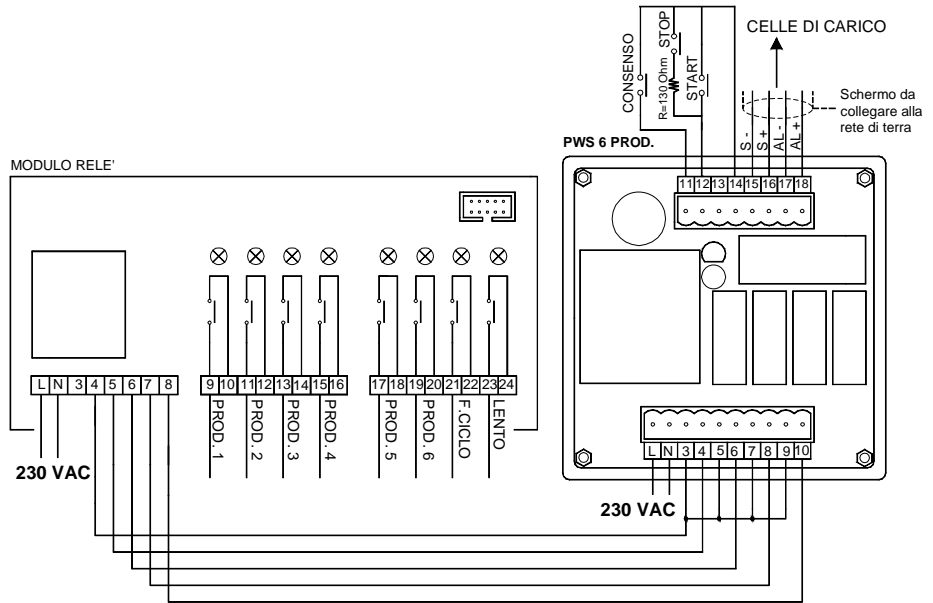 CELLE DI CARICO
CONSENSO
STOP
R=130 Ohm
START
S -
S +
AL -
AL +
Schermo da
collegare alla
rete di terra
PWS 6 PROD.
11 12 13 14 15 16 17 18
MODULO RELE'
L N 3 4 5 6 7 8
9 10 11 12 13 14 15 16
17 18 19 20 21 22 23 24
PROD. 1
PROD. 2
PROD. 3
PROD. 4
PROD. 5
PROD. 6
F.CICLO
LENTO
230 VAC
L N 3 4 5 6 7 8 9 10
230 VAC